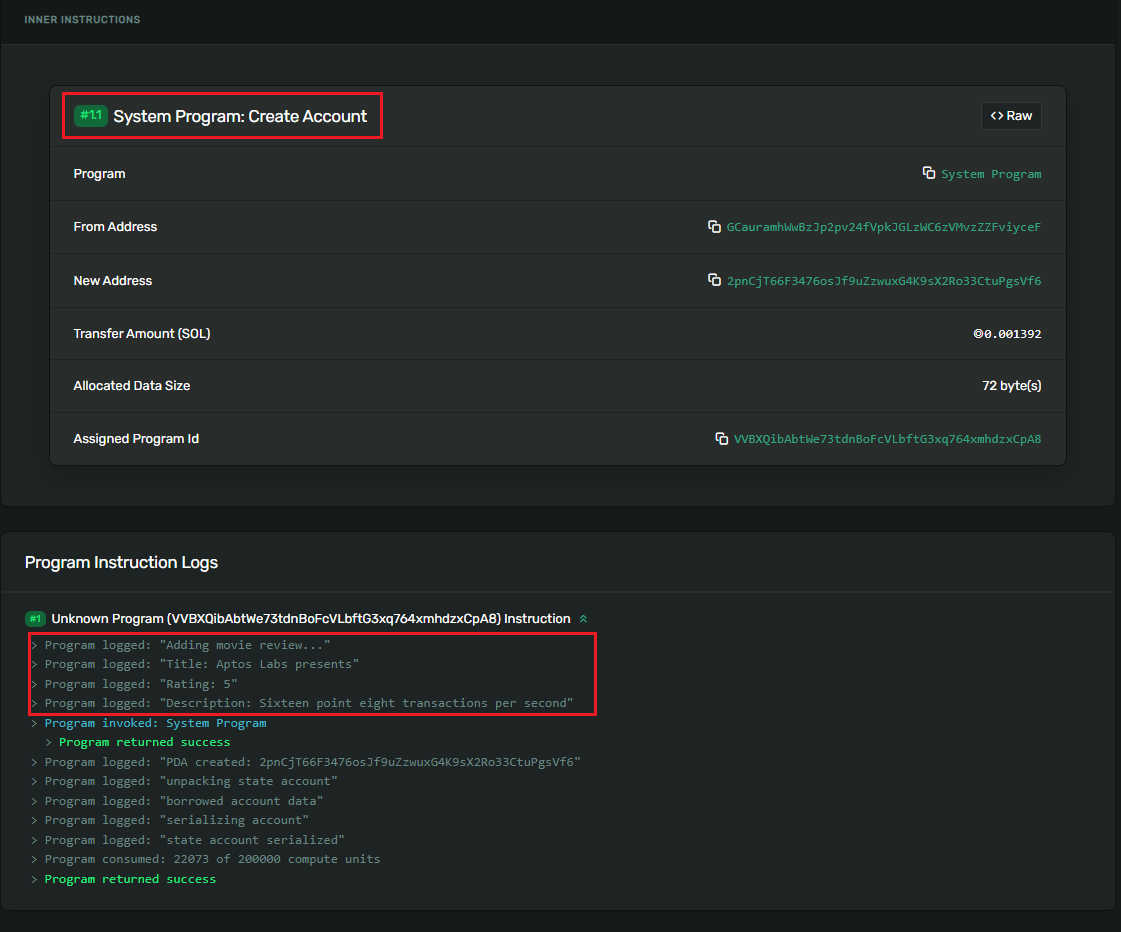 INNER INSTRUCTIONS
#1.1 System Program: Create Account
<> Raw
Program System Program
From Address GCauramhWwBzJp2pv24fVpkJGLzWC6zVMvzZZFviyceF
New Address 2pnCjT66F3476osJf9uZzwuxG4K9sX2Ro33CtuPgsVf6
Transfer Amount (SOL) ◎0.001392
Allocated Data Size 72 byte(s)
Assigned Program Id VVBXQibAbtWe73tdnBoFcVLbftG3xq764xmhdzxCpA8
Program Instruction Logs
#1 Unknown Program (VVBXQibAbtWe73tdnBoFcVLbftG3xq764xmhdzxCpA8) Instruction
> Program logged: "Adding movie review..."
> Program logged: "Title: Aptos Labs presents"
> Program logged: "Rating: 5"
> Program logged: "Description: Sixteen point eight transactions per second"
> Program invoked: System Program
> Program returned success
> Program logged: "PDA created: 2pnCjT66F3476osJf9uZzwuxG4K9sX2Ro33CtuPgsVf6"
> Program logged: "unpacking state account"
> Program logged: "borrowed account data"
> Program logged: "serializing account"
> Program logged: "state account serialized"
> Program consumed: 22073 of 200000 compute units
> Program returned success